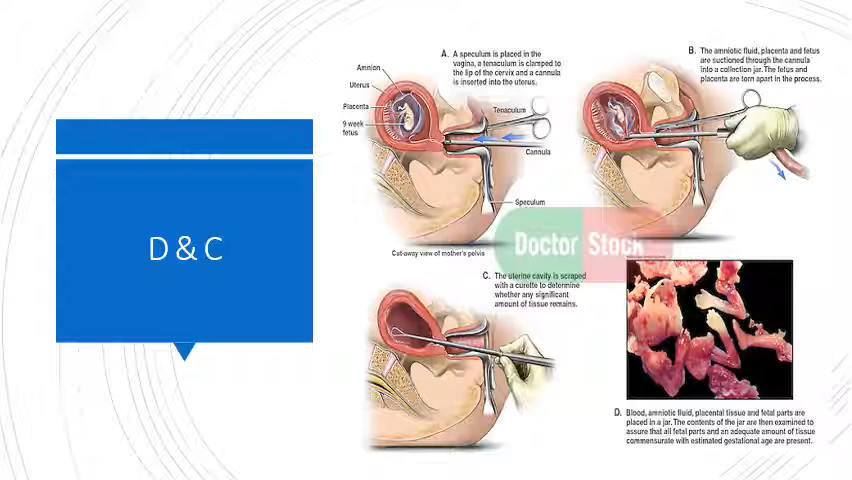 D & C
A. A speculum is placed in the
vagina, a tenaculum is clamped to
the lip of the cervix and a cannula
is inserted into the uterus.
Amnion
Uterus
Placenta
9 week
fetus
Tenaculum
Cannula
Speculum
Cut-away view of mother's pelvis
B. The amniotic fluid, placenta and fetus
are suctioned through the cannula
into a collection jar. The fetus and
placenta are torn apart in the process.
Doctor Stock
C. The uterine cavity is scraped
with a curette to determine
whether any significant
amount of tissue remains.
D. Blood, amniotic fluid, placental tissue and fetal parts are
placed in a jar. The contents of the jar are then examined to
assure that all fetal parts and an adequate amount of tissue
commensurate with estimated gestational age are present.